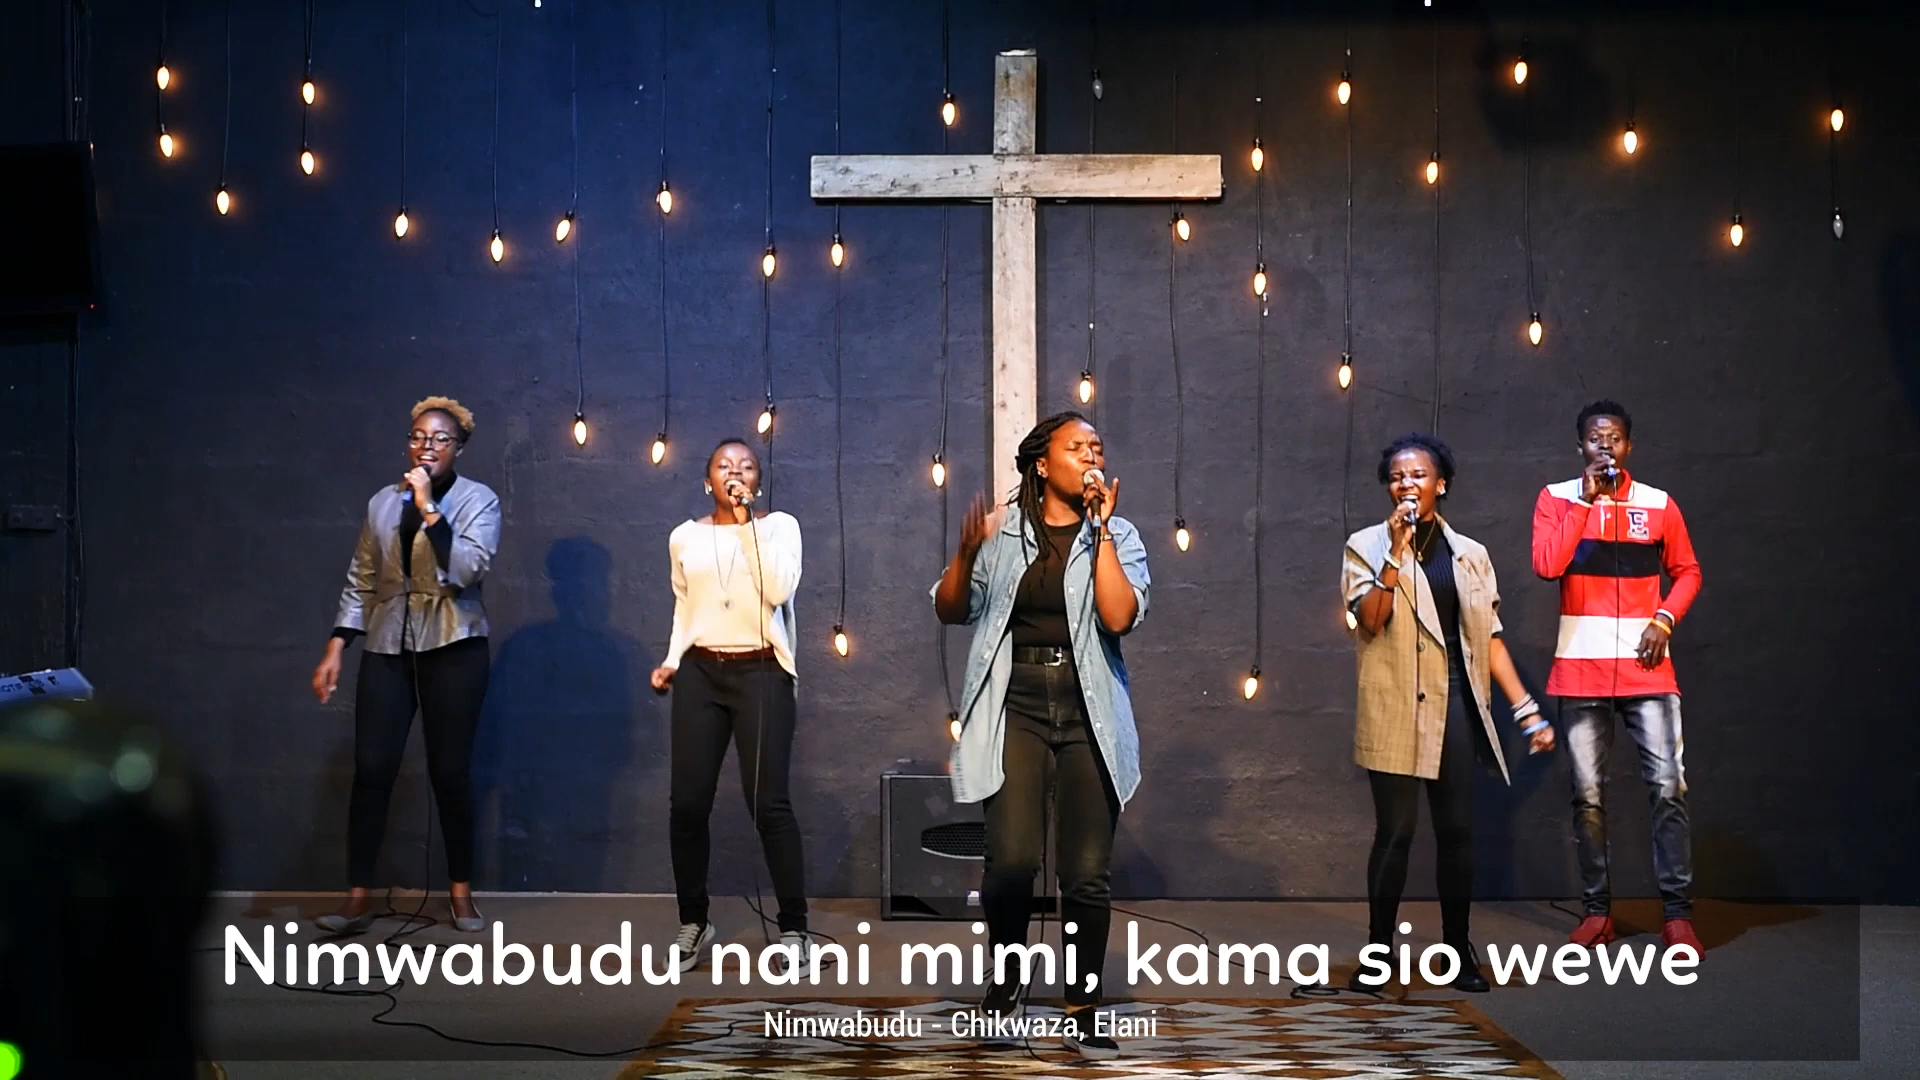 Nimwabudu nani mimi, kama sio wewe
Nimwabudu - Chikwaza, Elani